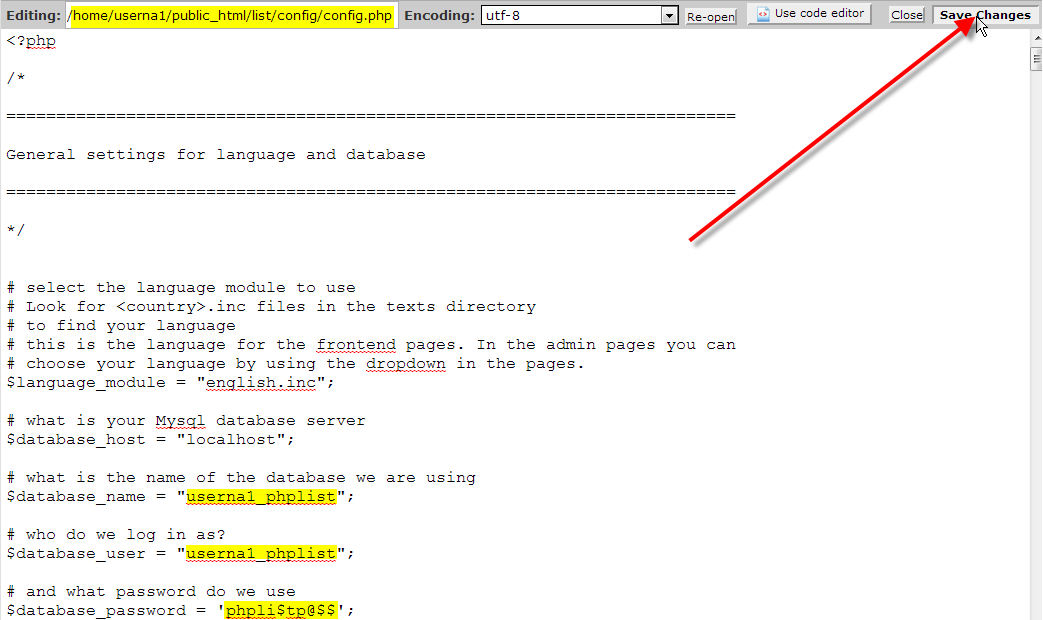 Editing: /home/userna1/public_html/list/config/config.php Encoding: utf-8 Re-open Use code editor Close Save Changes
<?php
/*
=========================================================================
General settings for language and database
=========================================================================
*/
# select the language module to use
# Look for <country>.inc files in the texts directory
# to find your language
# this is the language for the frontend pages. In the admin pages you can
# choose your language by using the dropdown in the pages.
$language_module = "english.inc";
# what is your Mysql database server
$database_host = "localhost";
# what is the name of the database we are using
$database_name = "userna1_phplist";
# who do we log in as?
$database_user = "userna1_phplist";
# and what password do we use
$database_password = 'phpli$tp@$$';